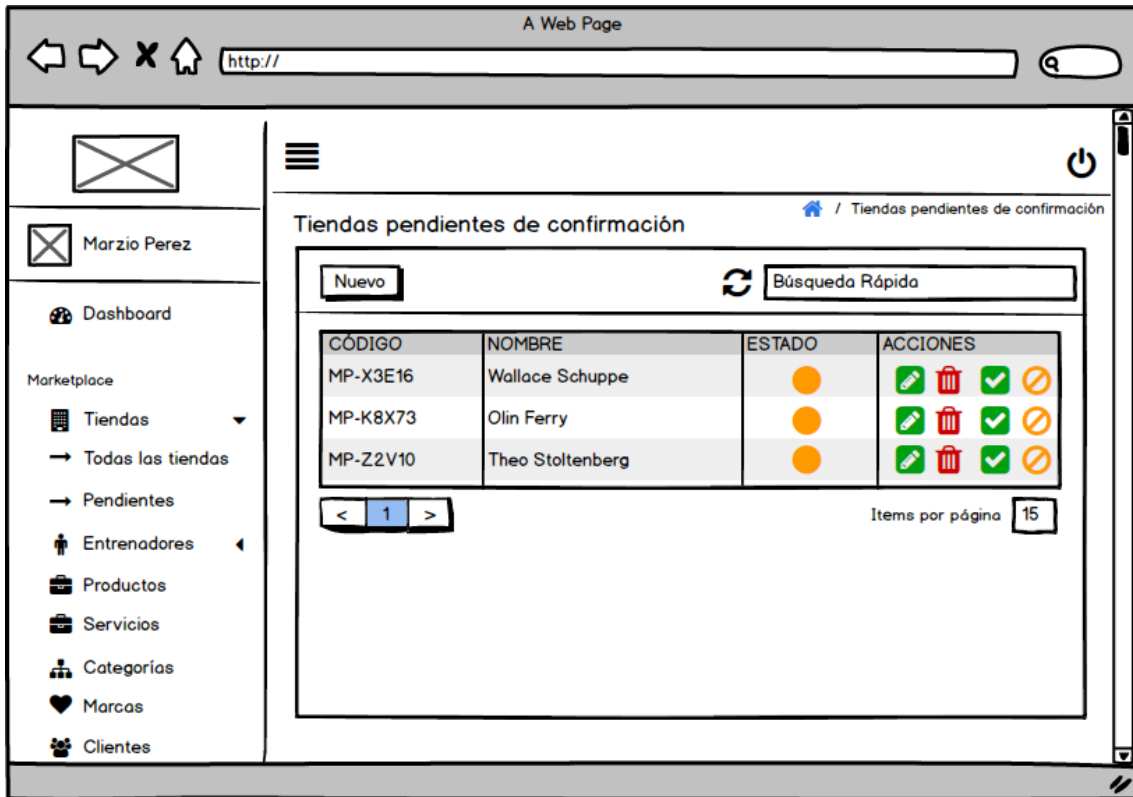 A Web Page
http://
Marzio Perez
Dashboard
Marketplace
Tiendas
Todas las tiendas
Pendientes
Entrenadores
Productos
Servicios
Categorías
Marcas
Clientes
/ Tiendas pendientes de confirmación
Tiendas pendientes de confirmación
Nuevo
Búsqueda Rápida
CÓDIGO NOMBRE ESTADO ACCIONES
MP-X3E16 Wallace Schuppe
MP-K8X73 Olin Ferry
MP-Z2V10 Theo Stoltenberg
< 1 >
Items por página 15